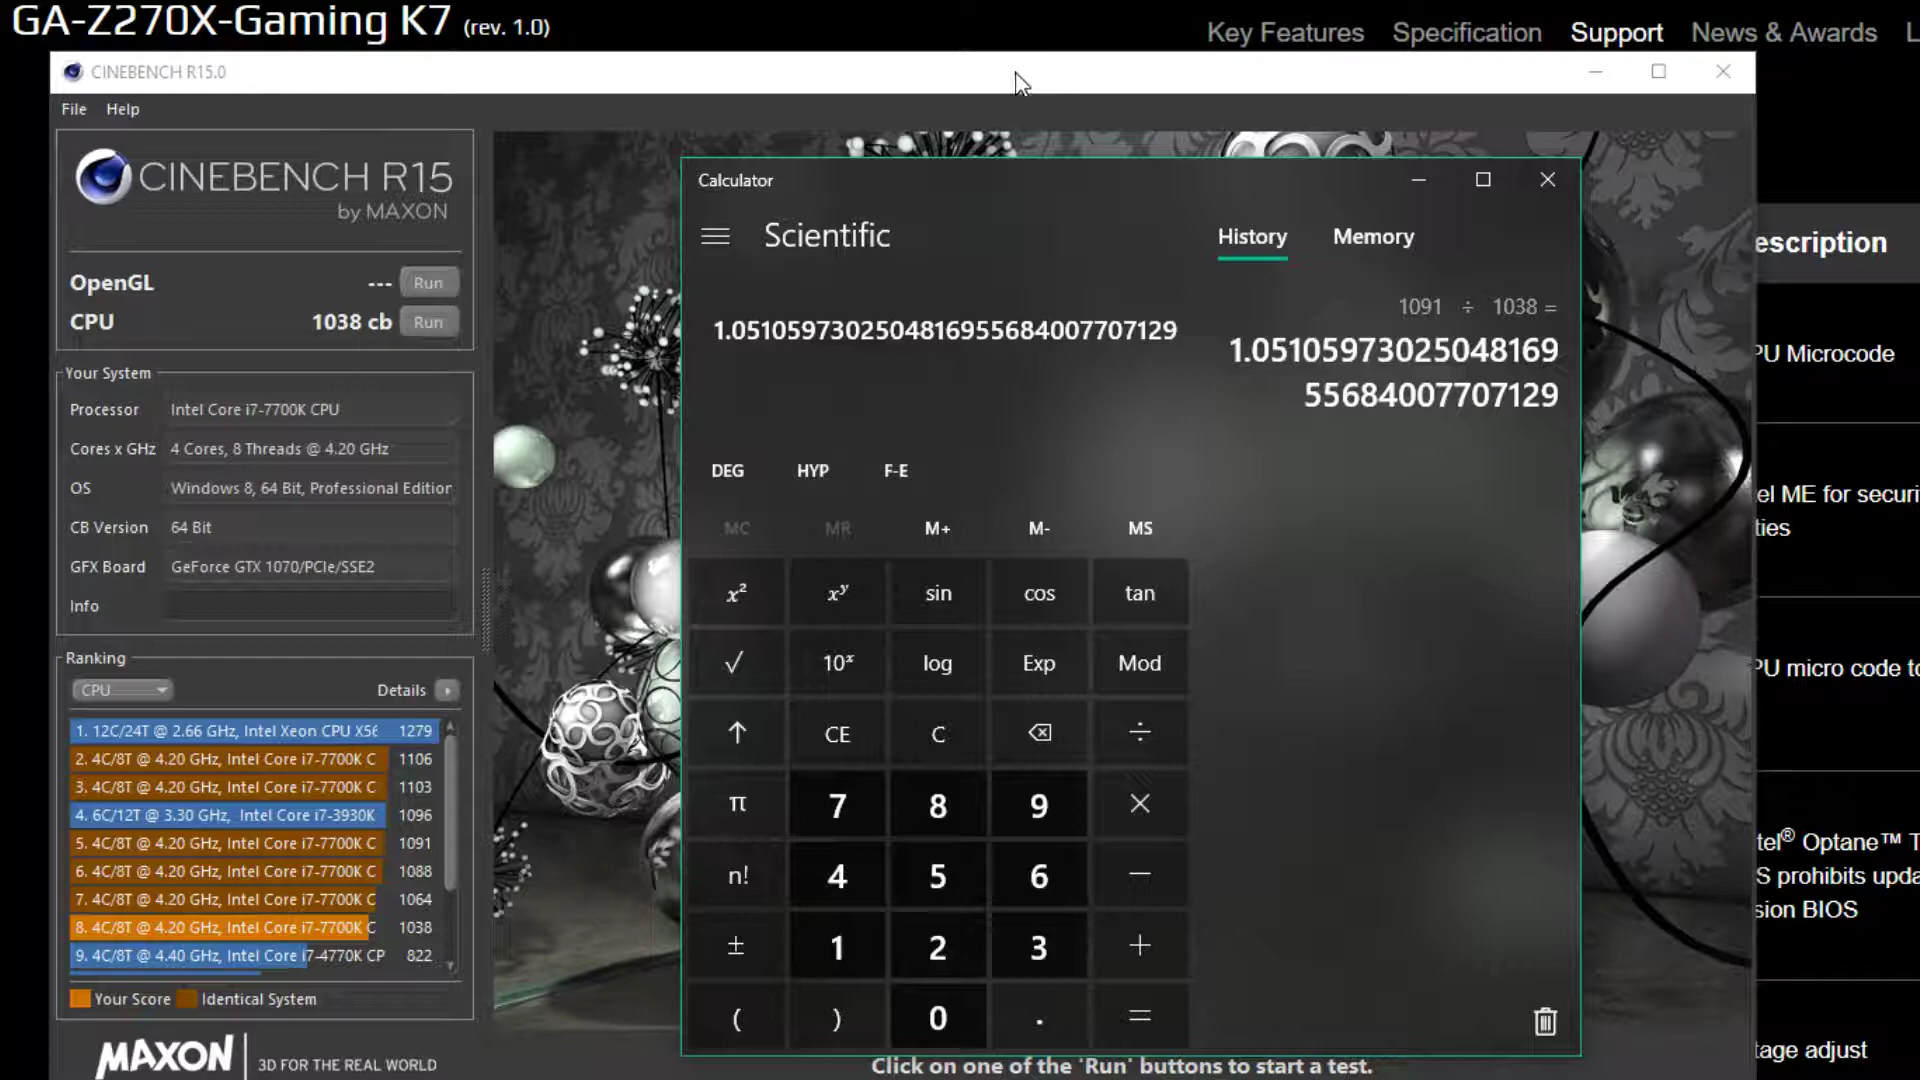 GA-Z270X-Gaming K7 (rev. 1.0)
Key Features Specification Support News & Awards
CINEBENCH R15.0
File Help
CINEBENCH R15
by MAXON
OpenGL --- Run
CPU 1038 cb Run
Your System
Processor Intel Core i7-7700K CPU
Cores x GHz 4 Cores, 8 Threads @ 4.20 GHz
OS Windows 8, 64 Bit, Professional Edition
CB Version 64 Bit
GFX Board GeForce GTX 1070/PCIe/SSE2
Info
Ranking
CPU Details
1. 12C/24T @ 2.66 GHz, Intel Xeon CPU X56 1279
2. 4C/8T @ 4.20 GHz, Intel Core i7-7700K C 1106
3. 4C/8T @ 4.20 GHz, Intel Core i7-7700K C 1103
4. 6C/12T @ 3.30 GHz, Intel Core i7-3930K 1096
5. 4C/8T @ 4.20 GHz, Intel Core i7-7700K C 1091
6. 4C/8T @ 4.20 GHz, Intel Core i7-7700K C 1088
7. 4C/8T @ 4.20 GHz, Intel Core i7-7700K C 1064
8. 4C/8T @ 4.20 GHz, Intel Core i7-7700K C 1038
9. 4C/8T @ 4.40 GHz, Intel Core i7-4770K CP 822
Your Score Identical System
MAXON 3D FOR THE REAL WORLD
Calculator
Scientific
History Memory
1091 ÷ 1038 =
1.0510597302504816955684007707129
1.05105973025048169
55684007707129
DEG HYP F-E
MC MR M+ M- MS
x² xʸ sin cos tan
√ 10ˣ log Exp Mod
↑ CE C ⌫ ÷
π 7 8 9 ×
n! 4 5 6 −
± 1 2 3 +
( ) 0 . =
Click on one of the 'Run' buttons to start a test.
escription
PU Microcode
el ME for securi
ties
PU micro code to
tel® Optane™ T
S prohibits upda
sion BIOS
tage adjust